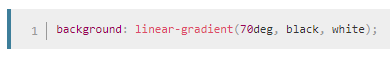 1 background: linear-gradient(70deg, black, white);